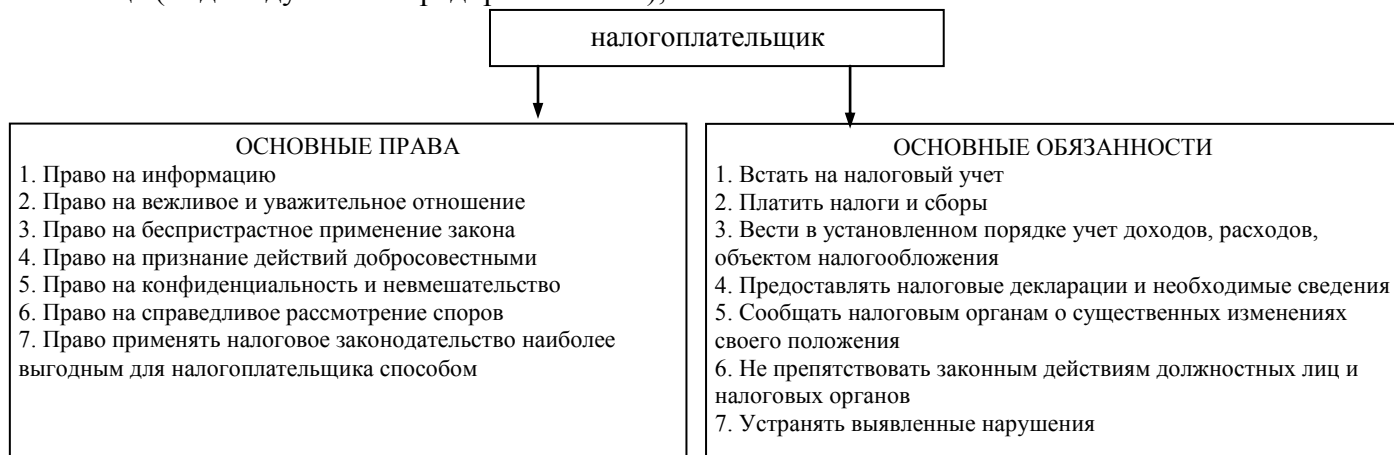 налогоплательщик
ОСНОВНЫЕ ПРАВА
1. Право на информацию
2. Право на вежливое и уважительное отношение
3. Право на беспристрастное применение закона
4. Право на признание действий добросовестными
5. Право на конфиденциальность и невмешательство
6. Право на справедливое рассмотрение споров
7. Право применять налоговое законодательство наиболее
выгодным для налогоплательщика способом
ОСНОВНЫЕ ОБЯЗАННОСТИ
1. Встать на налоговый учет
2. Платить налоги и сборы
3. Вести в установленном порядке учет доходов, расходов,
объектом налогообложения
4. Предоставлять налоговые декларации и необходимые сведения
5. Сообщать налоговым органам о существенных изменениях
своего положения
6. Не препятствовать законным действиям должностных лиц и
налоговых органов
7. Устранять выявленные нарушения